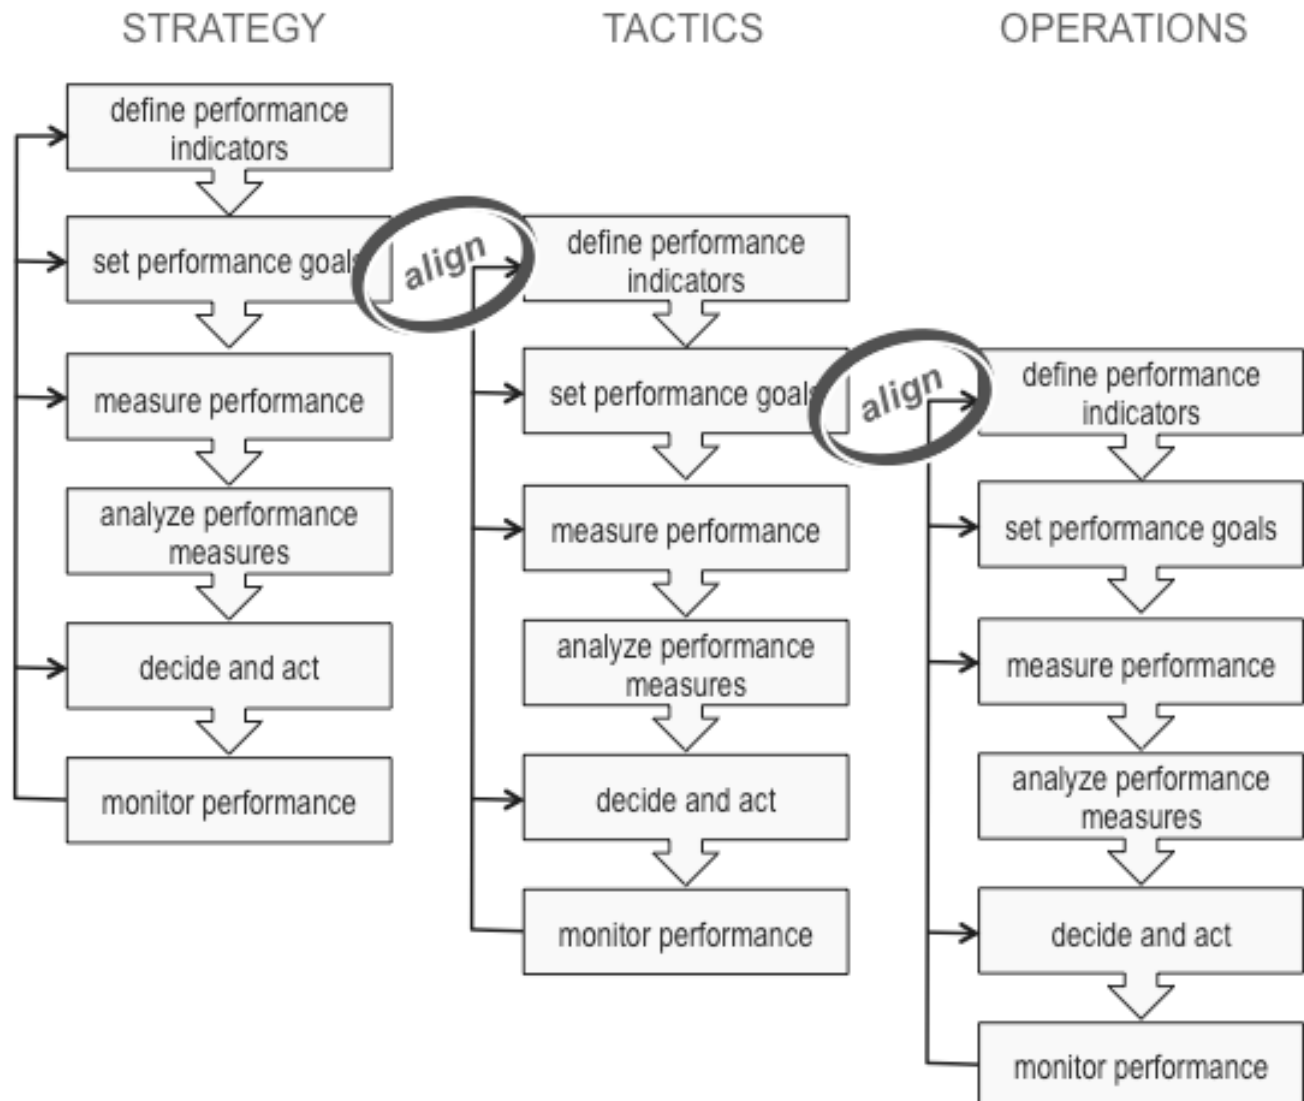 STRATEGY
TACTICS
OPERATIONS
define performance
indicators
set performance goals
measure performance
analyze performance
measures
decide and act
monitor performance
align
define performance
indicators
set performance goals
measure performance
analyze performance
measures
decide and act
monitor performance
align
define performance
indicators
set performance goals
measure performance
analyze performance
measures
decide and act
monitor performance